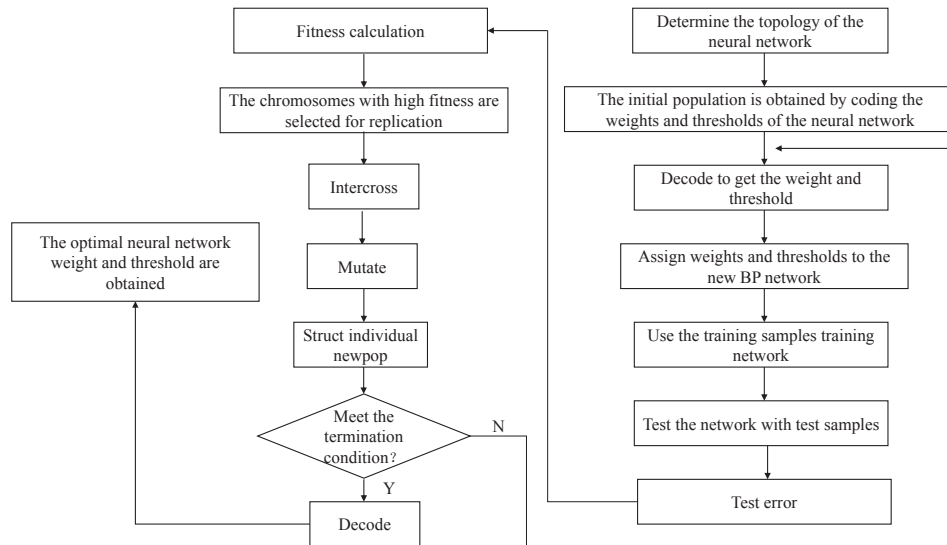 Fitness calculation
The chromosomes with high fitness are
selected for replication
Intercross
Mutate
Struct individual
newpop
Meet the
termination
condition?
N
Y
Decode
The optimal neural network
weight and threshold are
obtained
Determine the topology of the
neural network
The initial population is obtained by coding the
weights and thresholds of the neural network
Decode to get the weight and
threshold
Assign weights and thresholds to the
new BP network
Use the training samples training
network
Test the network with test samples
Test error